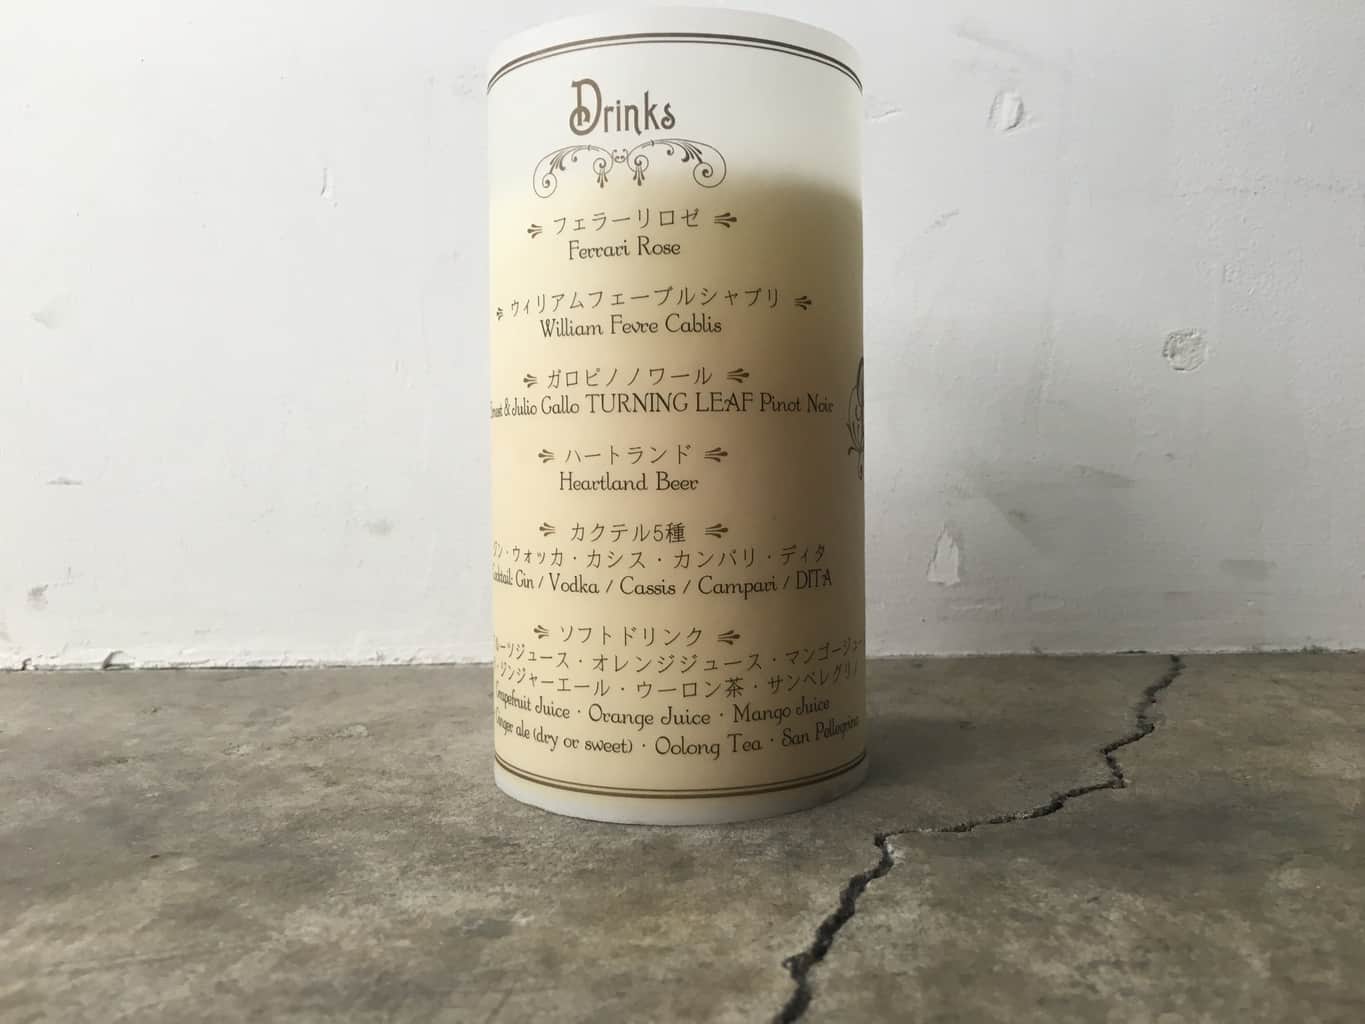 Drinks
フェラーリロゼ
Ferrari Rose
ウィリアムフェーブルシャブリ
William Fevre Cablis
ガロピノノワール
& Julio Gallo TURNING LEAF Pinot Noir
ハートランド
Heartland Beer
カクテル5種
ウォッカ・カシス・カンパリ・ディタ
Gin / Vodka / Cassis / Campari / DITA
ソフトドリンク
オレンジジュース・マンゴージュー
ジンジャーエール・ウーロン茶・サンペレグリ
Juice・Orange Juice・Mango Juice
ale (dry or sweet)・Oolong Tea・San Pellegrino